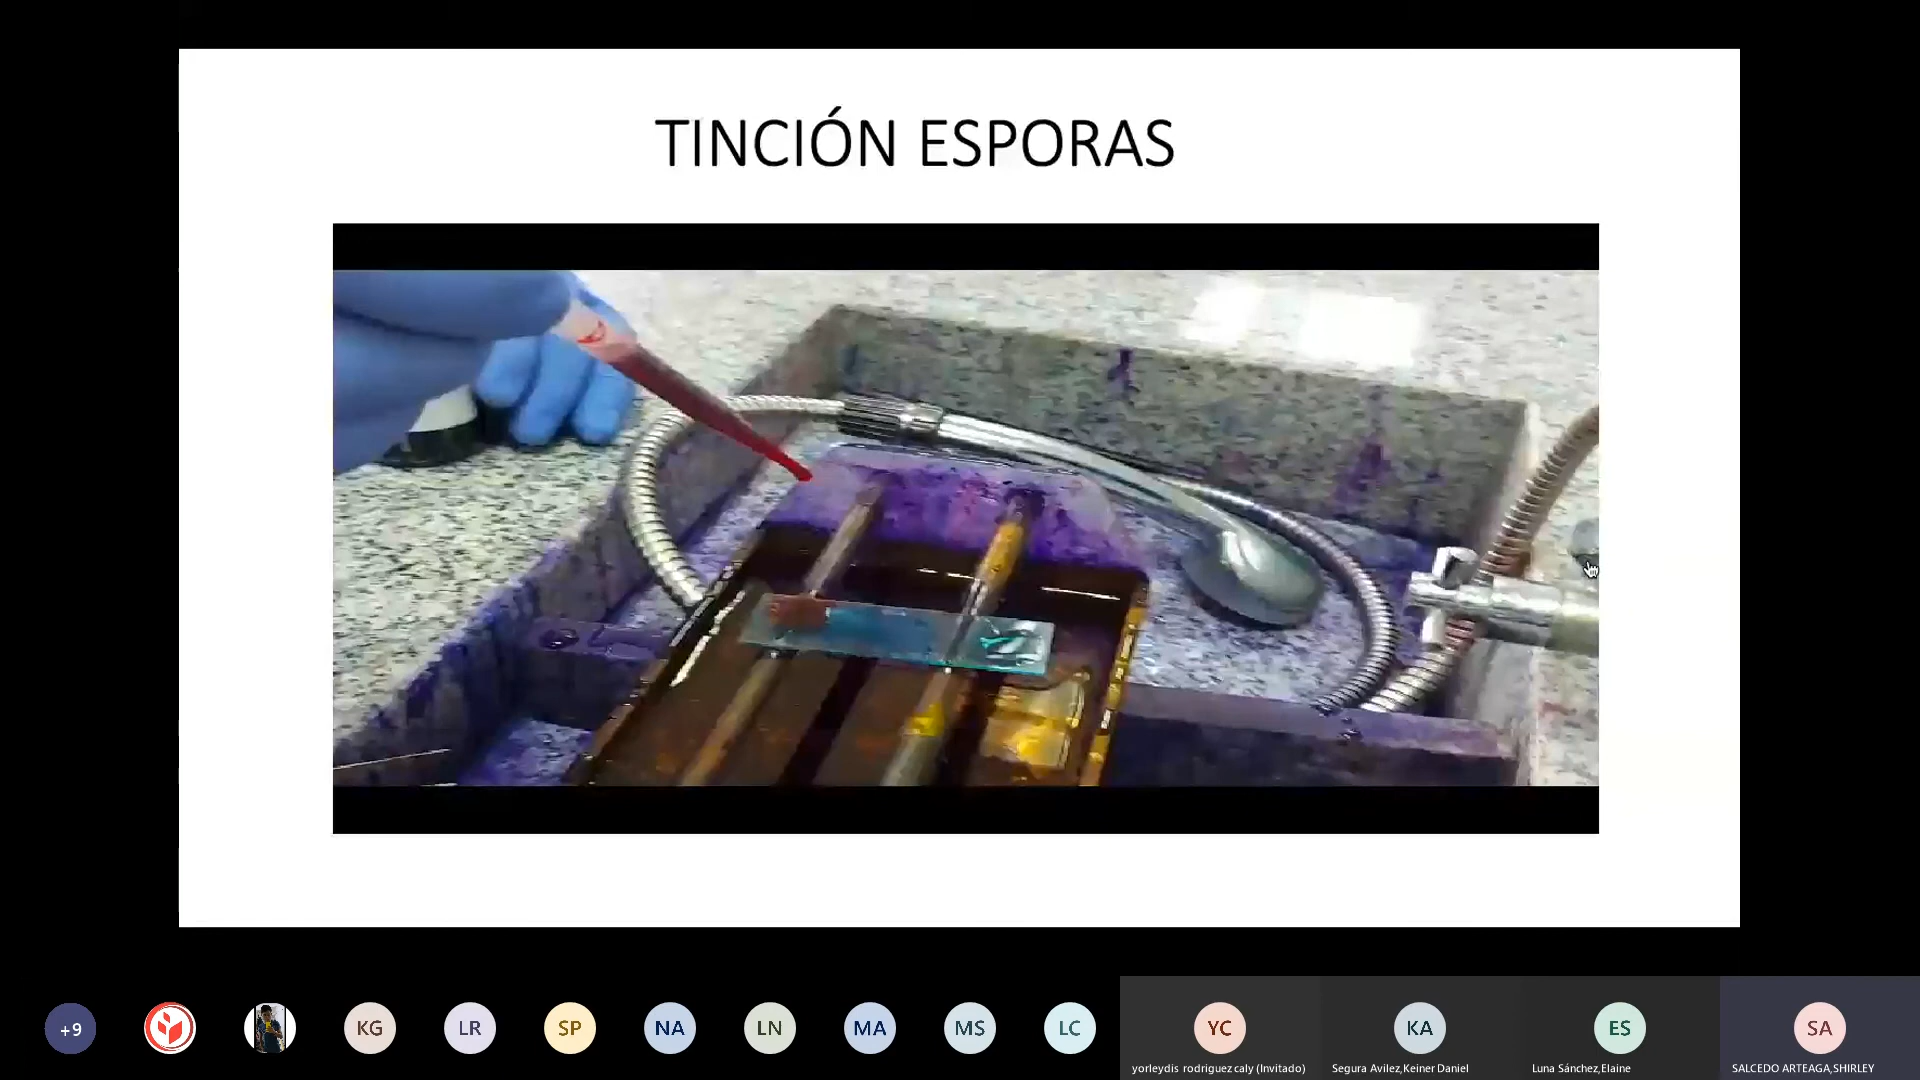 TINCIÓN ESPORAS
+9
KG
LR
SP
NA
LN
MA
MS
LC
YC
KA
ES
SA
yorleydis rodriguez caly (Invitado)
Segura Avilez,Keiner Daniel
Luna Sánchez,Elaine
SALCEDO ARTEAGA,SHIRLEY